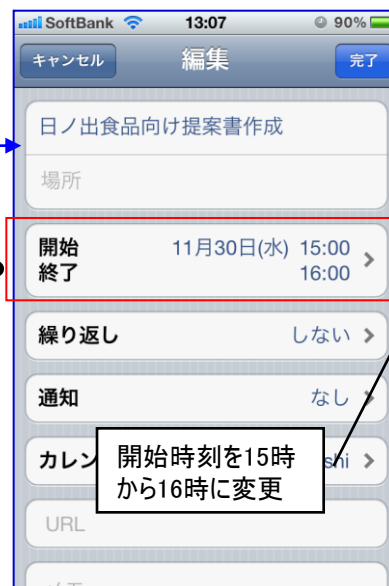 SoftBank 13:07 90%
キャンセル 編集 完了
日ノ出食品向け提案書作成
場所
開始 11月30日(水) 15:00
終了 16:00
繰り返し しない
通知 なし
カレン shi
開始時刻を15時
から16時に変更
URL